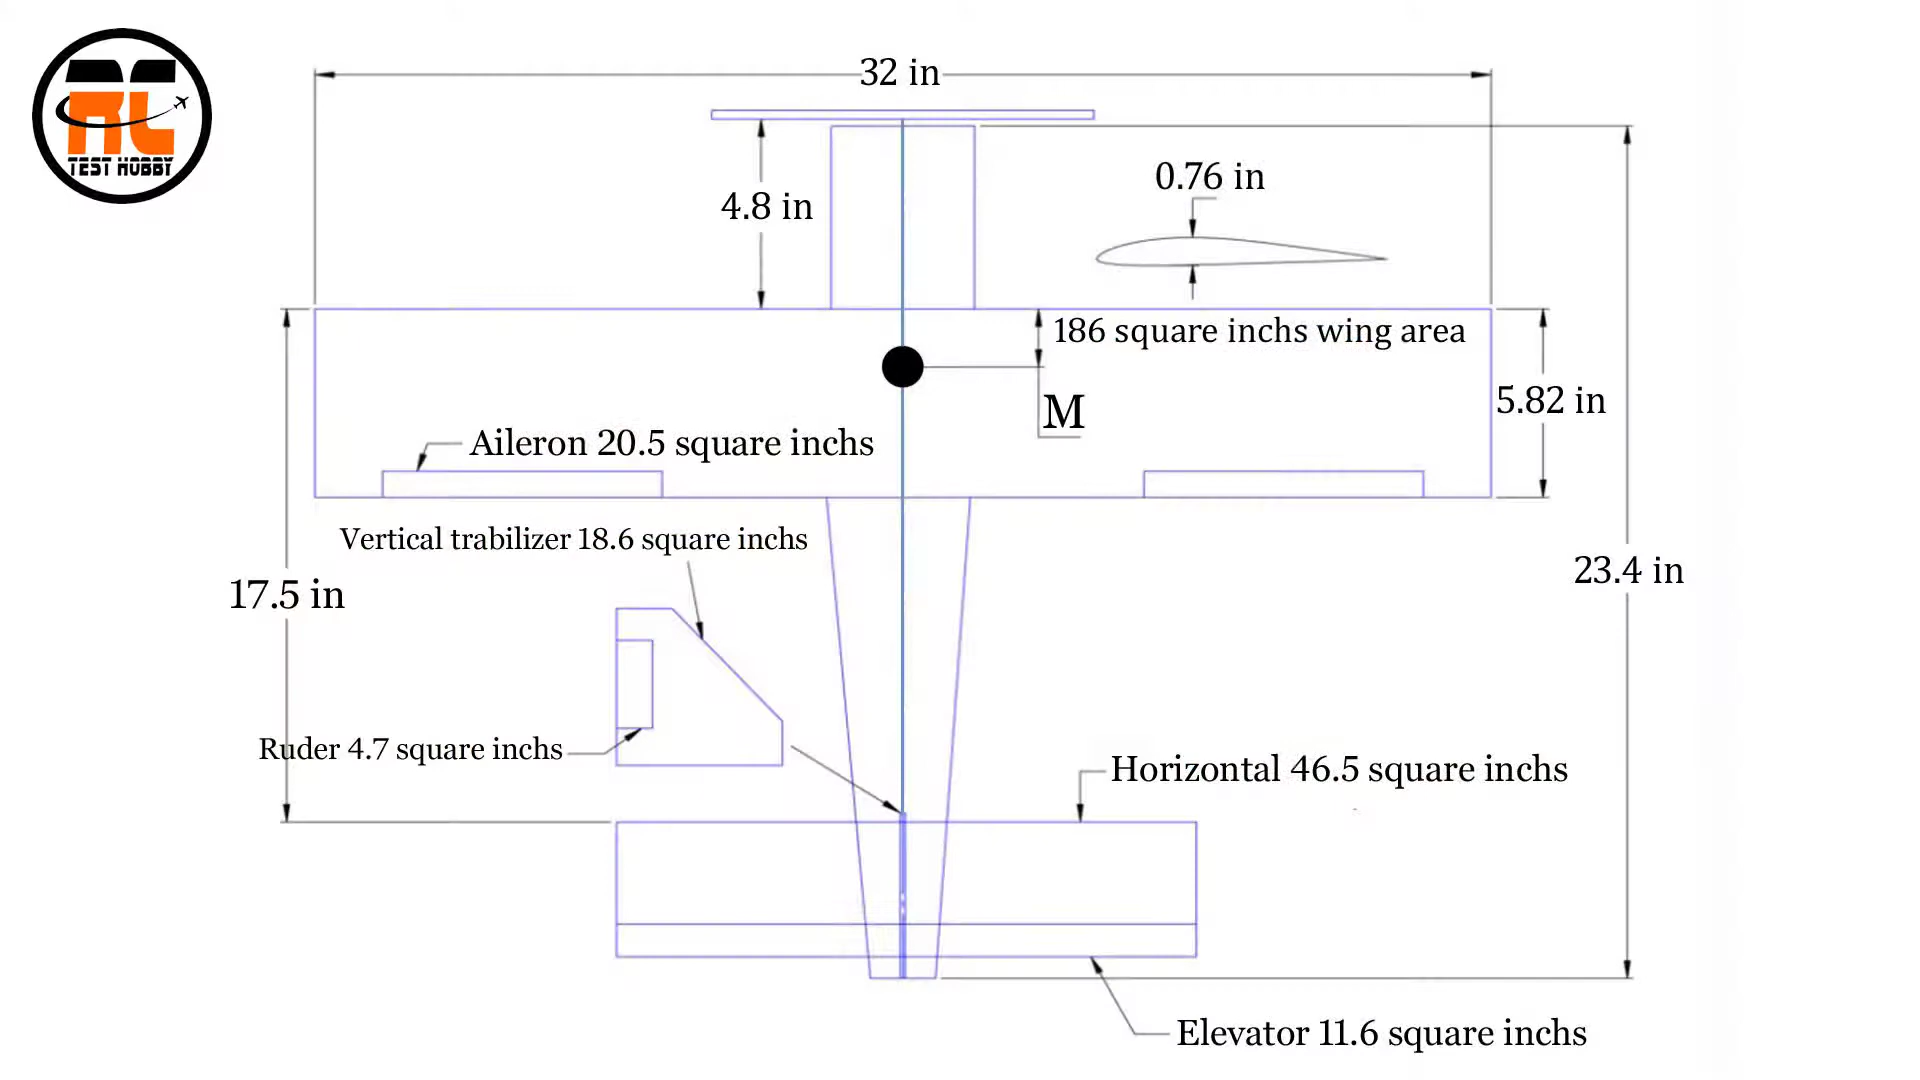 RC
TEST HOBBY
32 in
0.76 in
4.8 in
186 square inchs wing area
5.82 in
M
Aileron 20.5 square inchs
Vertical trabilizer 18.6 square inchs
23.4 in
17.5 in
Ruder 4.7 square inchs
Horizontal 46.5 square inchs
Elevator 11.6 square inchs